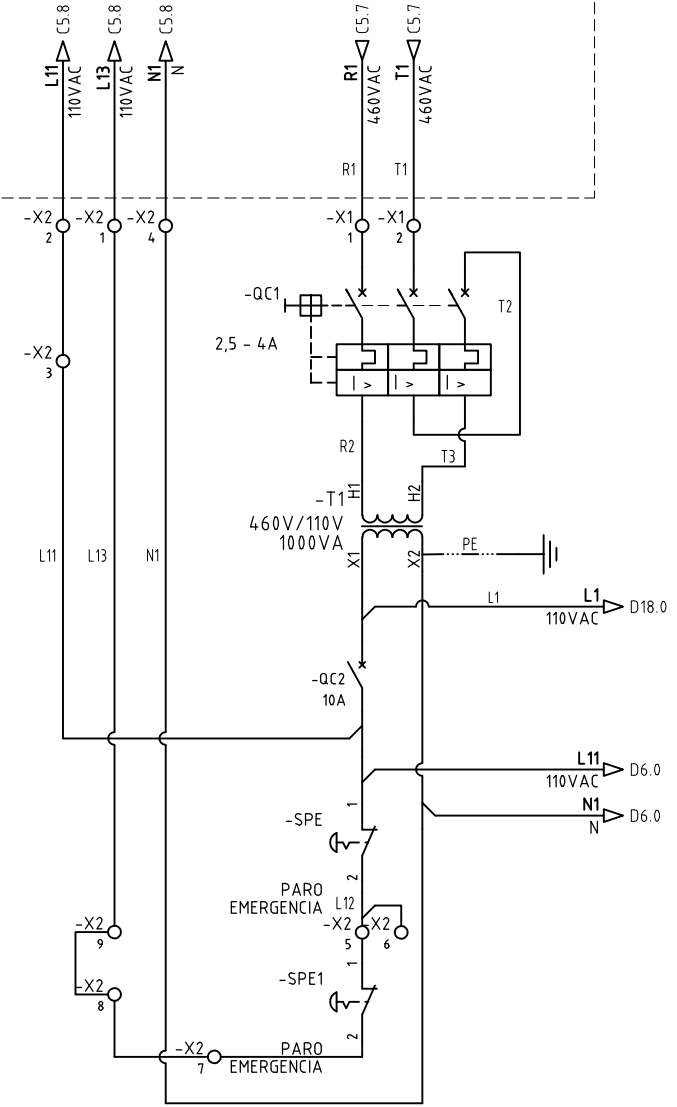 C5.8
C5.8
C5.8
C5.7
C5.7
L11
110VAC
L13
110VAC
N1
N
R1
460VAC
T1
460VAC
R1
T1
-X2
2
-X2
1
-X2
4
-X1
1
-X1
2
-QC1
T2
2,5 - 4A
-X2
3
I >
I >
I >
R2
T3
H1
H2
-T1
460V/110V
1000VA
X1
X2
PE
L11
L13
N1
L1
L1
110VAC
D18.0
-QC2
10A
L11
110VAC
D6.0
N1
N
D6.0
1
-SPE
2
PARO
EMERGENCIA
L12
-X2
5
-X2
6
-X2
9
1
-SPE1
-X2
8
2
-X2
7
PARO
EMERGENCIA